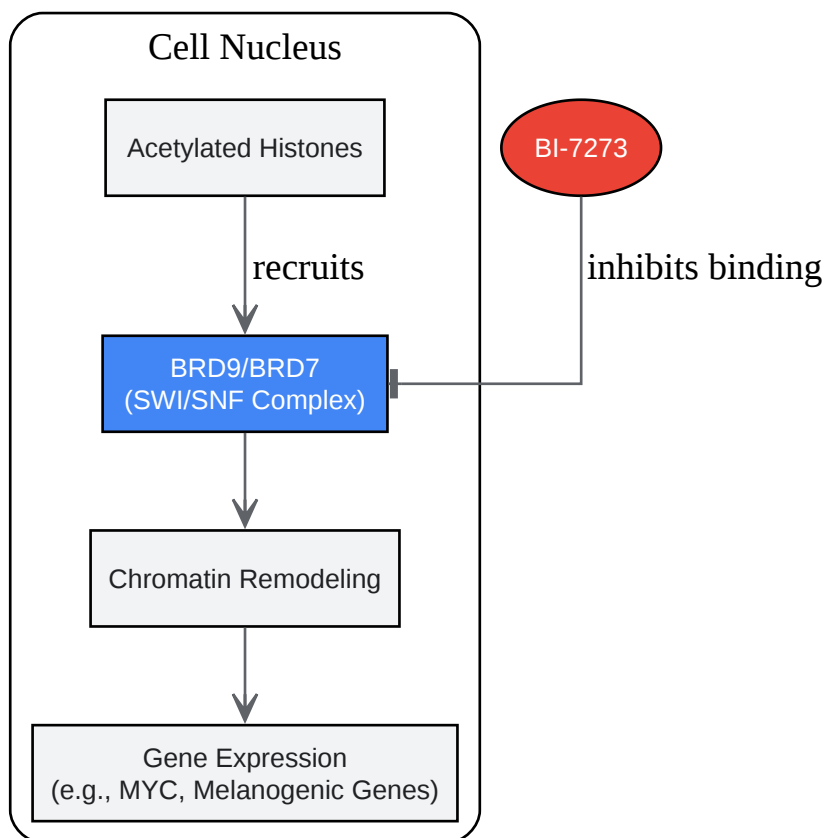 Cell Nucleus
Acetylated Histones
BI-7273
recruits
inhibits binding
BRD9/BRD7
(SWI/SNF Complex)
Chromatin Remodeling
Gene Expression
(e.g., MYC, Melanogenic Genes)